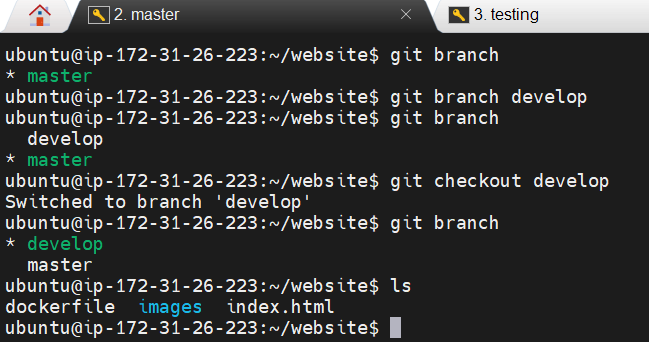 2. master
3. testing
ubuntu@ip-172-31-26-223:~/website$ git branch
* master
ubuntu@ip-172-31-26-223:~/website$ git branch develop
ubuntu@ip-172-31-26-223:~/website$ git branch
  develop
* master
ubuntu@ip-172-31-26-223:~/website$ git checkout develop
Switched to branch 'develop'
ubuntu@ip-172-31-26-223:~/website$ git branch
* develop
  master
ubuntu@ip-172-31-26-223:~/website$ ls
dockerfile  images  index.html
ubuntu@ip-172-31-26-223:~/website$